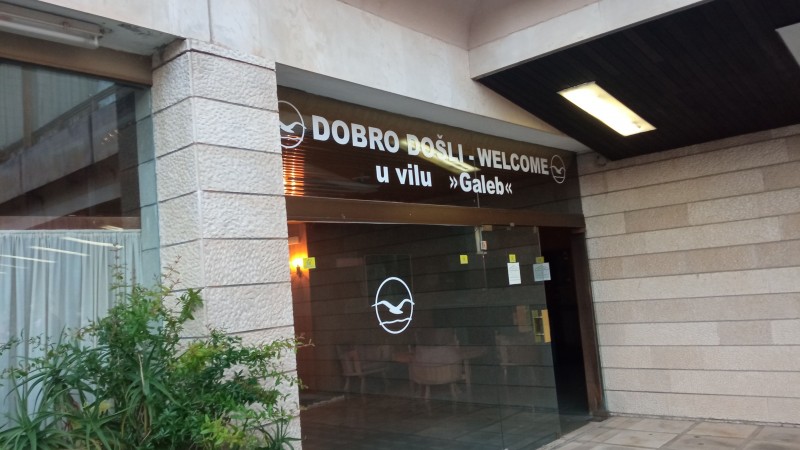 DOBRO DOŠLI - WELCOME
u vilu »Galeb«